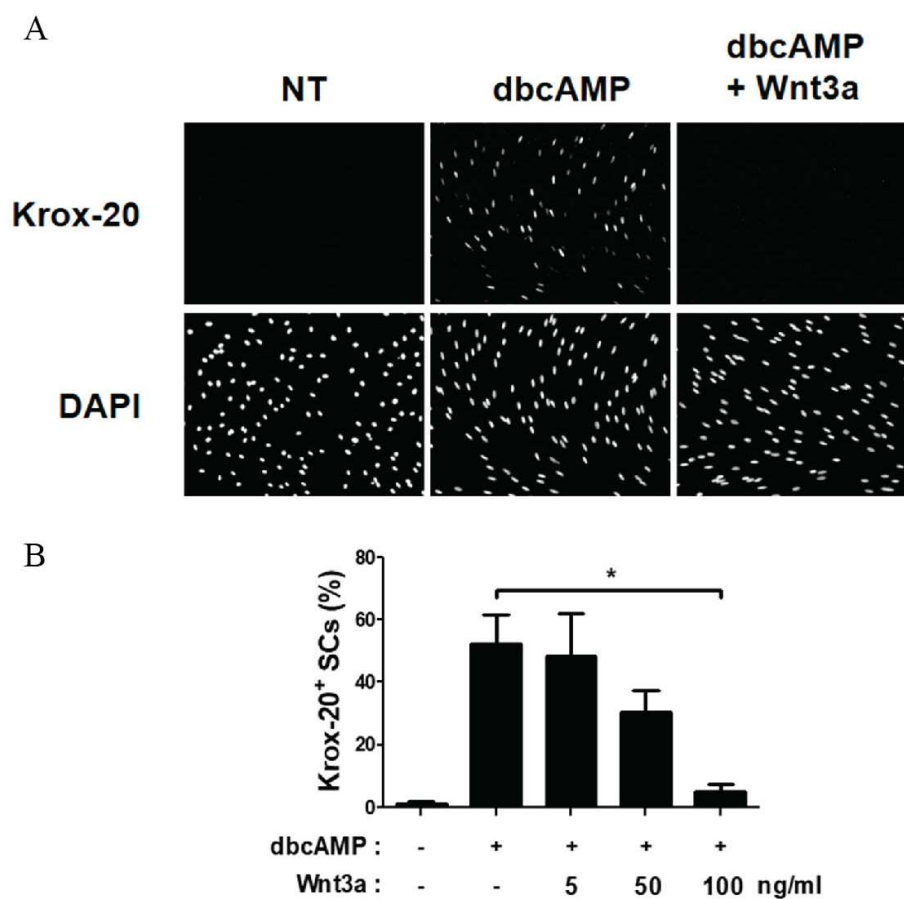 A
NT
dbcAMP
dbcAMP
+ Wnt3a
Krox-20
DAPI
B
Krox-20+ SCs (%)
80
60
40
20
0
*
dbcAMP : - + + + +
Wnt3a : - - 5 50 100 ng/ml